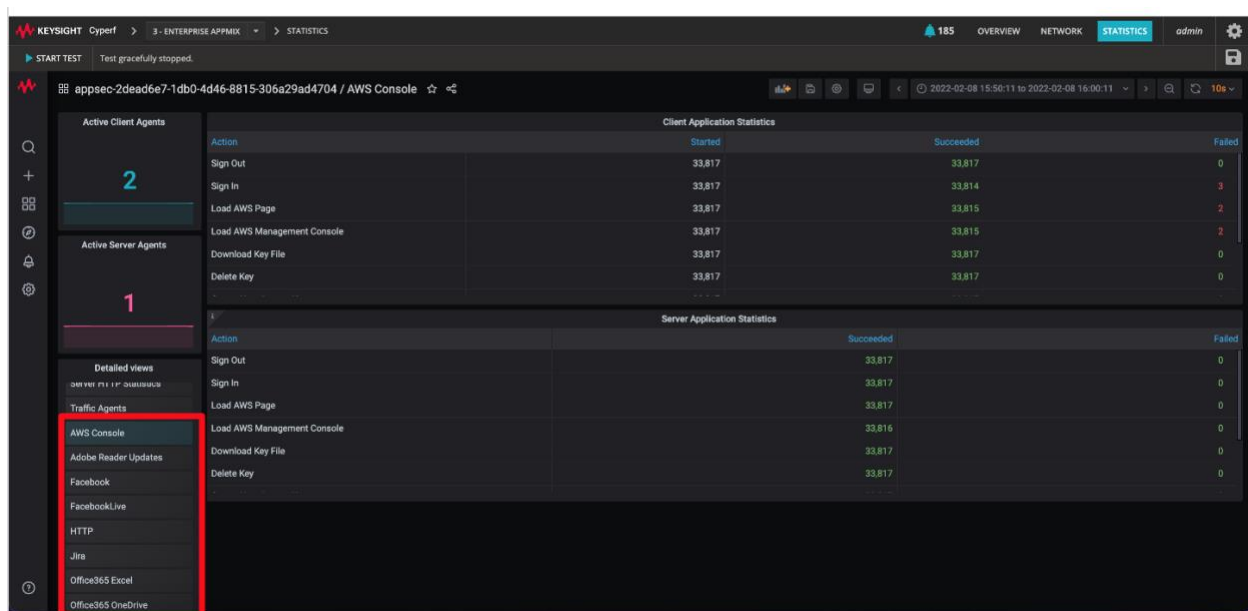 KEYSIGHT Cyperf > 3 - ENTERPRISE APPMIX > STATISTICS 185 OVERVIEW NETWORK STATISTICS admin
START TEST Test gracefully stopped.
appsec-2dead6e7-1db0-4d46-8815-306a29ad4704 / AWS Console 2022-02-08 15:50:11 to 2022-02-08 16:00:11 10s
Active Client Agents
2
Active Server Agents
1
Detailed views
Server HTTP Statistics
Traffic Agents
AWS Console
Adobe Reader Updates
Facebook
FacebookLive
HTTP
Jira
Office365 Excel
Office365 OneDrive
Client Application Statistics
Action Started Succeeded Failed
Sign Out 33,817 33,817 0
Sign In 33,817 33,814 3
Load AWS Page 33,817 33,815 2
Load AWS Management Console 33,817 33,815 2
Download Key File 33,817 33,817 0
Delete Key 33,817 33,817 0
Server Application Statistics
Action Succeeded Failed
Sign Out 33,817 0
Sign In 33,817 0
Load AWS Page 33,817 0
Load AWS Management Console 33,816 0
Download Key File 33,817 0
Delete Key 33,817 0